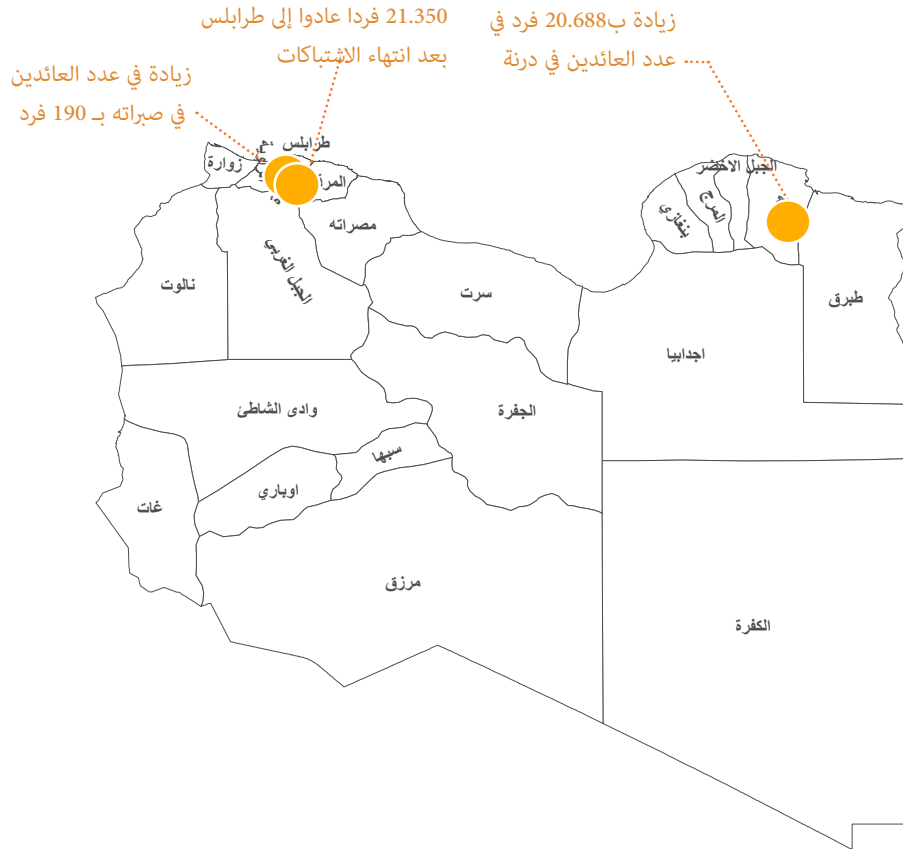 21.350 فردا عادوا إلى طرابلس
بعد انتهاء الاشتباكات
زيادة ب20.688 فرد في
عدد العائدين في درنة
زيادة في عدد العائدين
في صبراته بـ 190 فرد
طرابلس
زوارة
المر
مصراته
الجبل الغربي
نالوت
سرت
الجبل الاخضر
المرج
بنغازي
طبرق
اجدابيا
الجفرة
وادى الشاطئ
سبها
اوباري
غات
مرزق
الكفرة